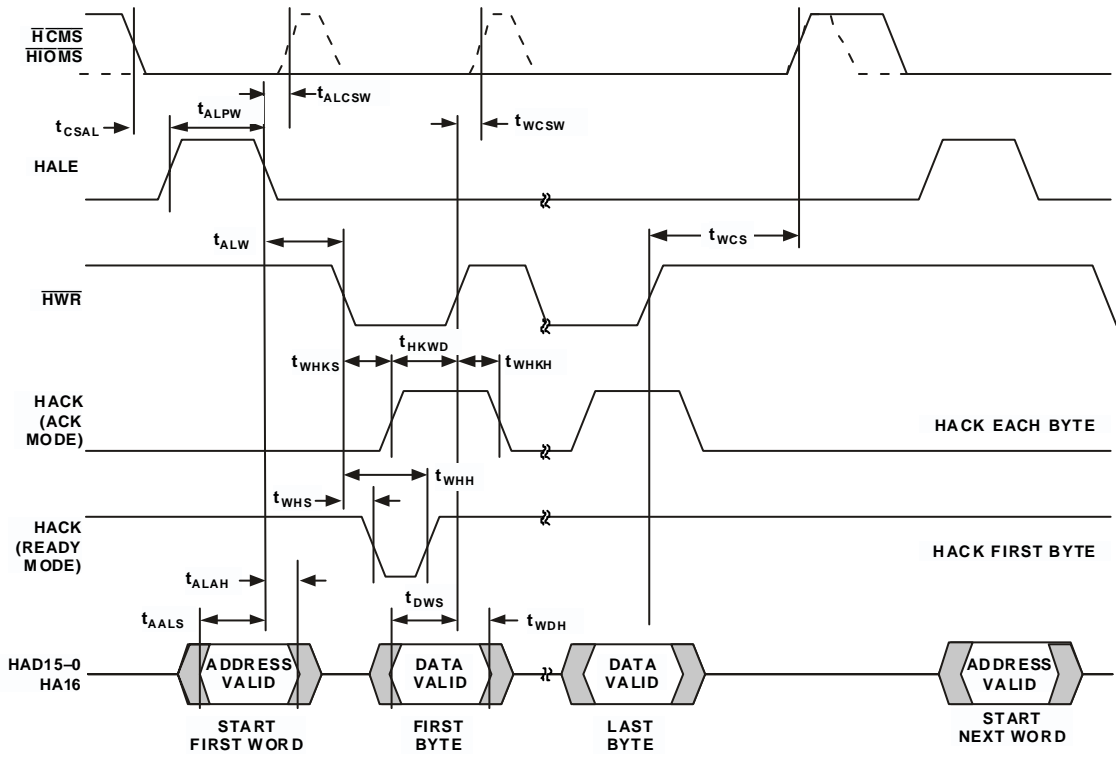 HCMS
HIOMS
tALCSW
tALPW
tCSAL
tWCSW
HALE
tALW
tWCS
HWR
tHKWD
tWHKS
tWHKH
HACK
(ACK
MODE)
HACK EACH BYTE
tWHH
tWHS
HACK
(READY
MODE)
HACK FIRST BYTE
tALAH
tDWS
tAALS
tWDH
HAD15–0
HA16
ADDRESS
VALID
DATA
VALID
DATA
VALID
ADDRESS
VALID
START
FIRST WORD
FIRST
BYTE
LAST
BYTE
START
NEXT WORD